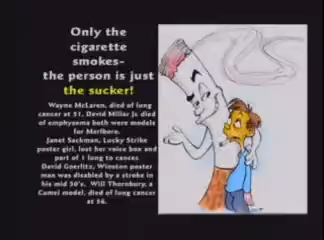 Only the
cigarette
smokes-
the person is just
the sucker!
Wayne McLaren, died of lung
cancer at 51, David Millar Jr. died
of emphysema both were models
for Marlboro.
Janet Sackman, Lucky Strike
poster girl, lost her voice box and
part of 1 lung to cancer
David Goerlitz, Winston poster
man was disabled by a stroke in
his mid 30's. Will Thornbury, a
Camel model, died of lung cancer
at 56.